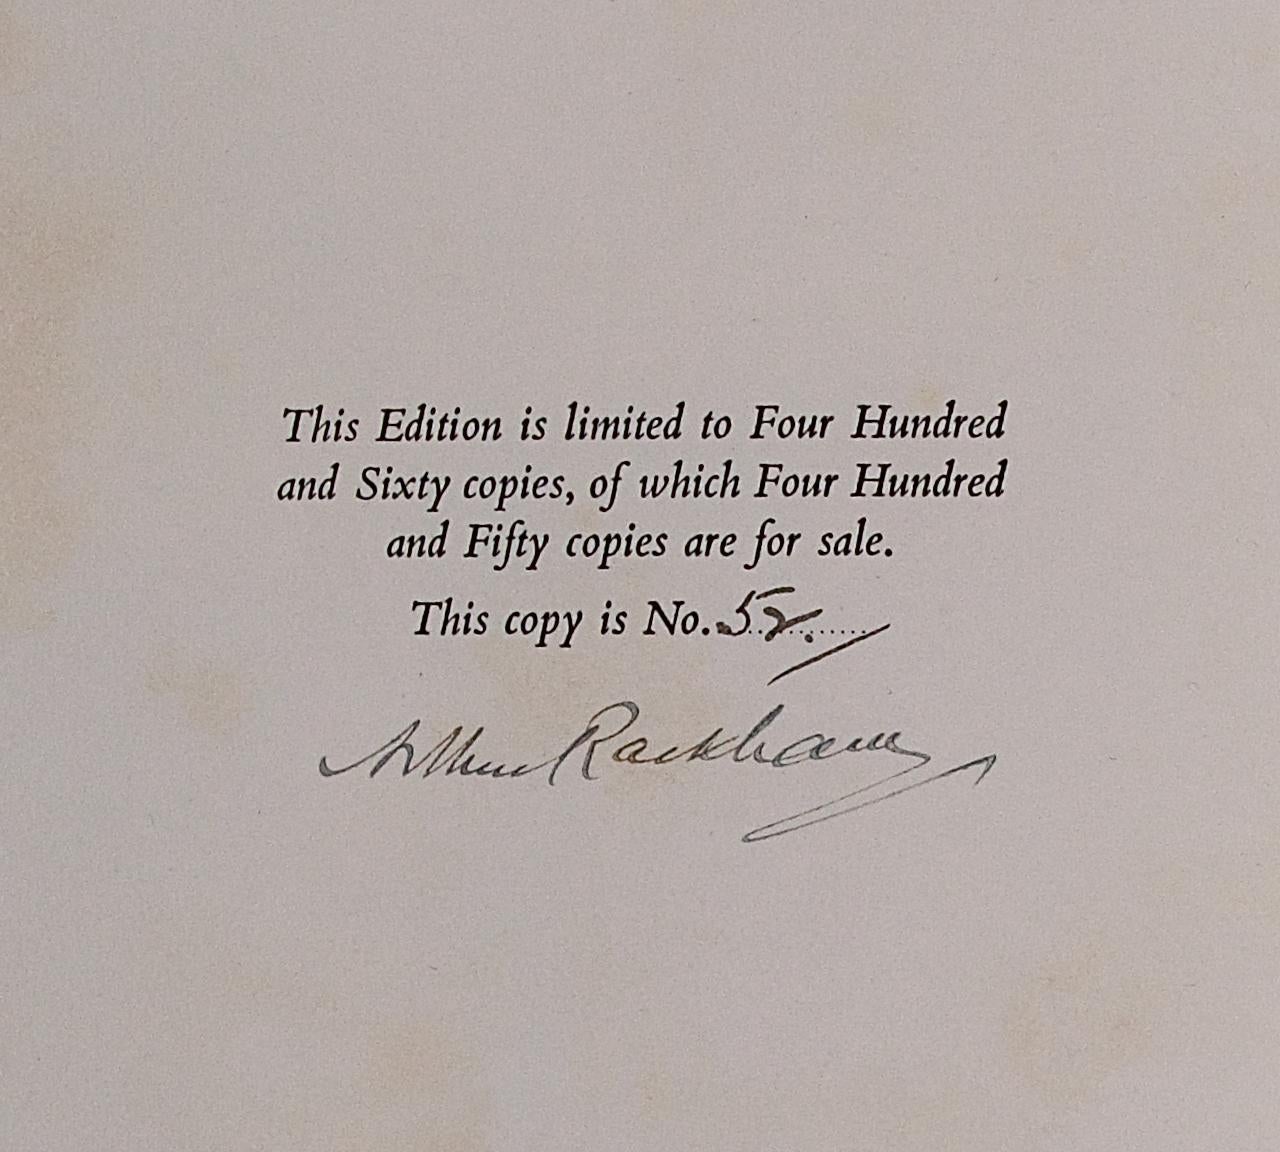 This Edition is limited to Four Hundred
and Sixty copies, of which Four Hundred
and Fifty copies are for sale.
This copy is No. 52.
Arthur Rackham